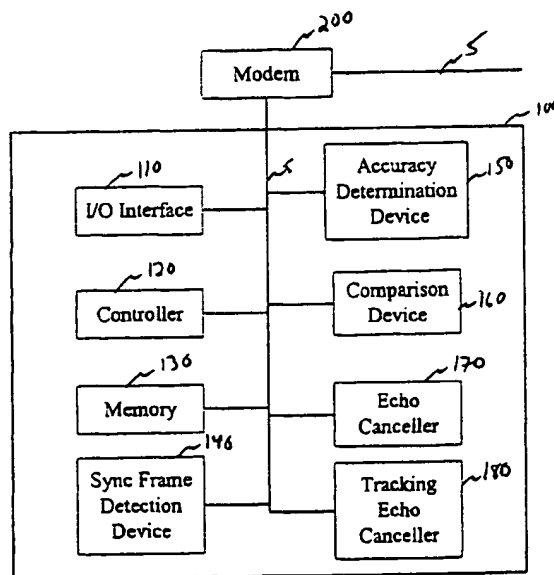 200
Modem
5
100
110
I/O Interface
5
Accuracy
Determination
Device
150
120
Controller
Comparison
Device
160
130
Memory
170
Echo
Canceller
140
Sync Frame
Detection
Device
Tracking
Echo
Canceller
180